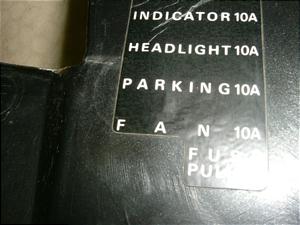 INDICATOR 10A
HEADLIGHT 10A
PARKING 10A
FAN 10A